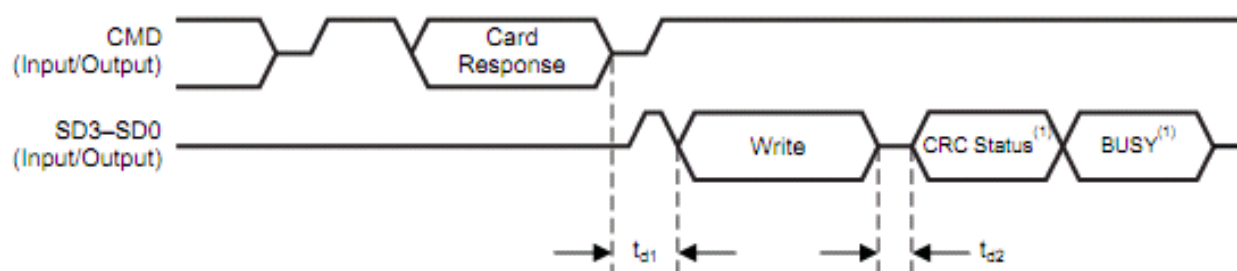 CMD
(Input/Output)
Card
Response
SD3–SD0
(Input/Output)
Write
CRC Status(1)
BUSY(1)
td1
td2